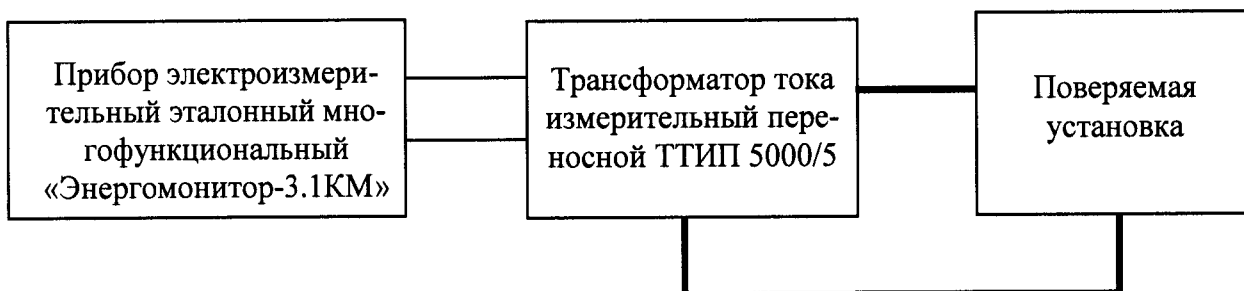 Прибор электроизмери-
тельный эталонный мно-
гофункциональный
«Энергомонитор-3.1КМ»
Трансформатор тока
измерительный пере-
носной ТТИП 5000/5
Поверяемая
установка